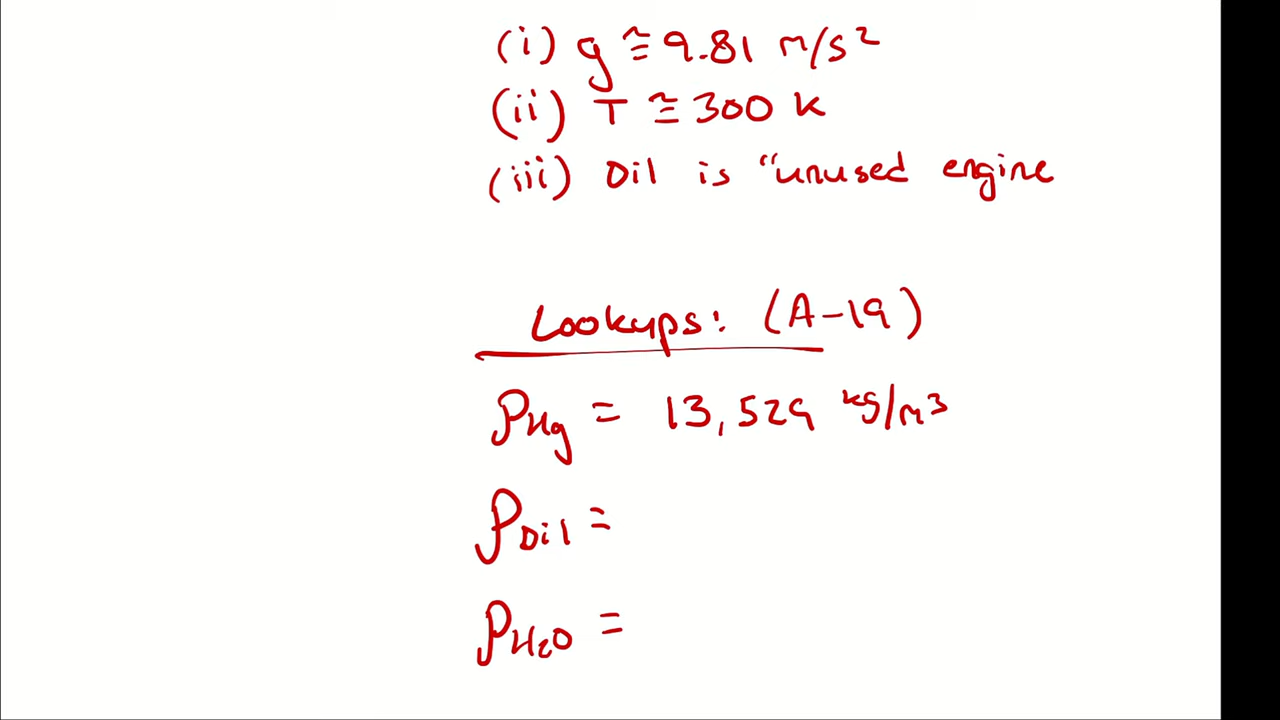 (i) g ≅ 9.81 m/s²
(ii) T ≅ 300 K
(iii) Oil is "unused engine
Lookups: (A-19)
ρHg = 13,529 kg/m³
ρOil =
ρH₂O =